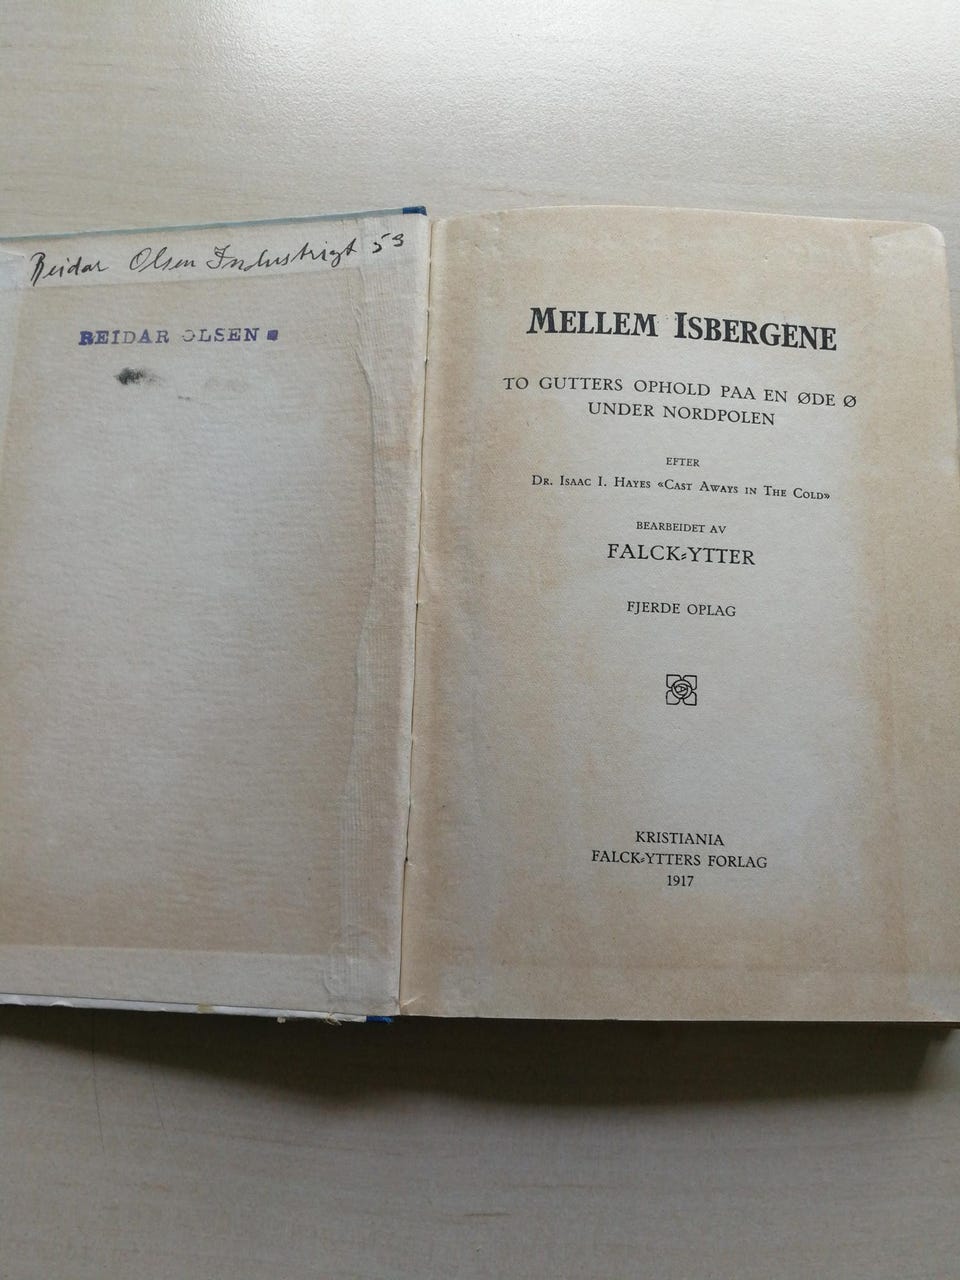 Reidar Olsen Industrigt 53
REIDAR OLSEN
MELLEM ISBERGENE
TO GUTTERS OPHOLD PAA EN ØDE Ø
UNDER NORDPOLEN
EFTER
DR. ISAAC I. HAYES «CAST AWAYS IN THE COLD»
BEARBEIDET AV
FALCK-YTTER
FJERDE OPLAG
KRISTIANIA
FALCK-YTTERS FORLAG
1917